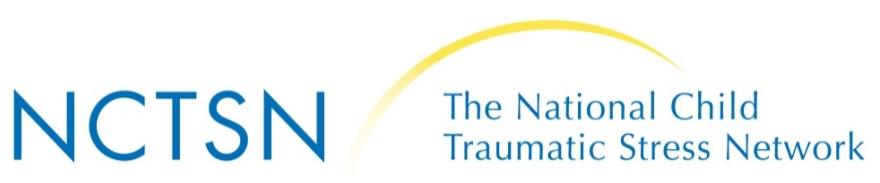 NCTSN
The National Child
Traumatic Stress Network